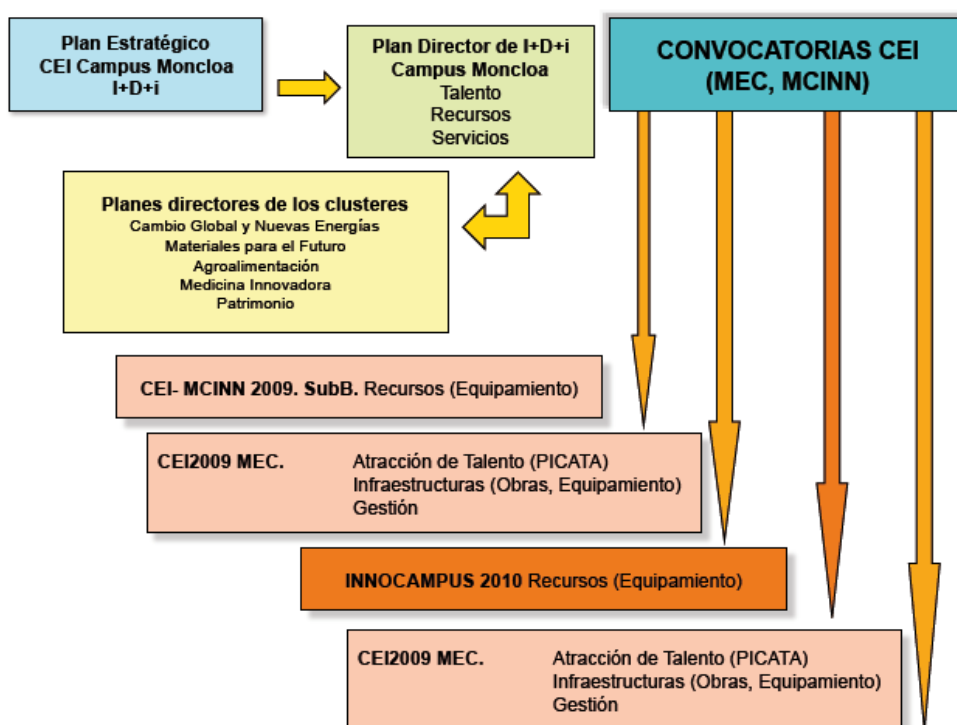 Plan Estratégico
CEI Campus Moncloa
I+D+i
Plan Director de I+D+i
Campus Moncloa
Talento
Recursos
Servicios
CONVOCATORIAS CEI
(MEC, MCINN)
Planes directores de los clusteres
Cambio Global y Nuevas Energías
Materiales para el Futuro
Agroalimentación
Medicina Innovadora
Patrimonio
CEI- MCINN 2009. SubB. Recursos (Equipamiento)
CEI2009 MEC. Atracción de Talento (PICATA)
Infraestructuras (Obras, Equipamiento)
Gestión
INNOCAMPUS 2010 Recursos (Equipamiento)
CEI2009 MEC. Atracción de Talento (PICATA)
Infraestructuras (Obras, Equipamiento)
Gestión